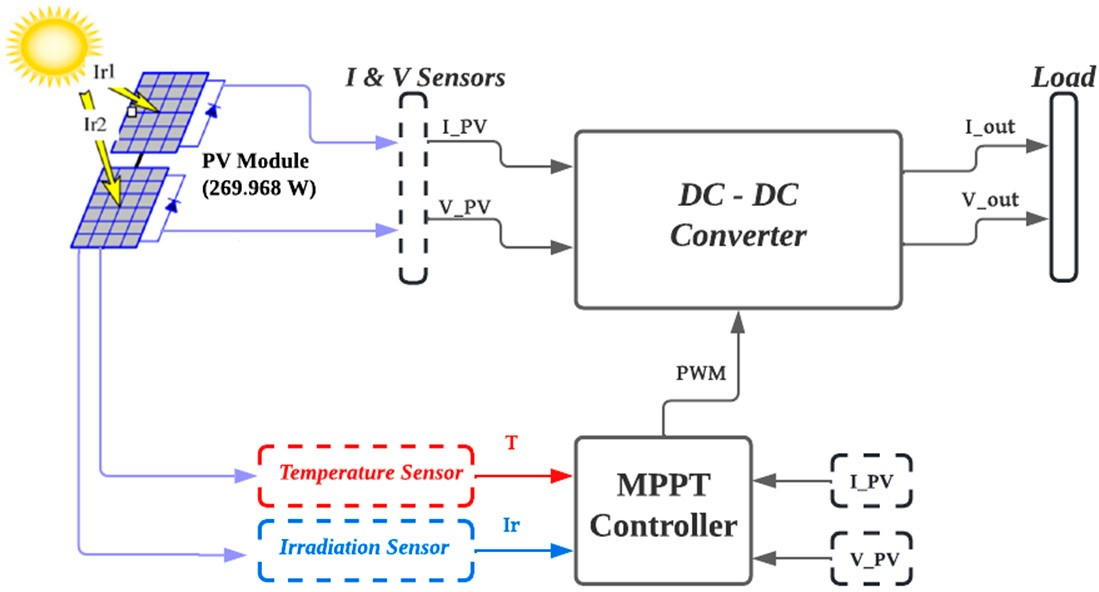 Ir1
Ir2
I & V Sensors
Load
I_PV
I_out
PV Module
(269.968 W)
DC - DC
Converter
V_PV
V_out
PWM
T
Temperature Sensor
MPPT
Controller
I_PV
Ir
Irradiation Sensor
V_PV